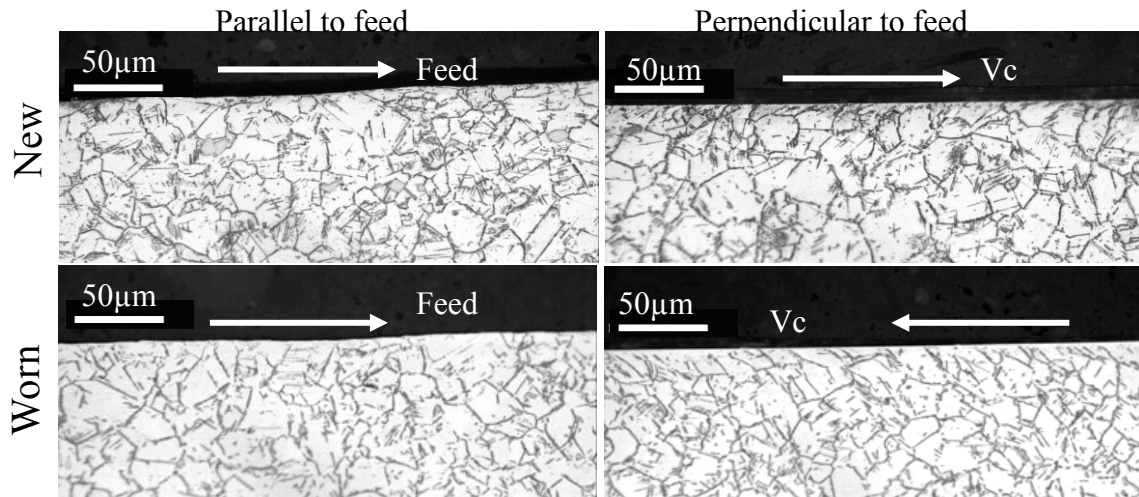 Parallel to feed
Perpendicular to feed
New
50µm
Feed
50µm
Vc
Worn
50µm
Feed
50µm
Vc